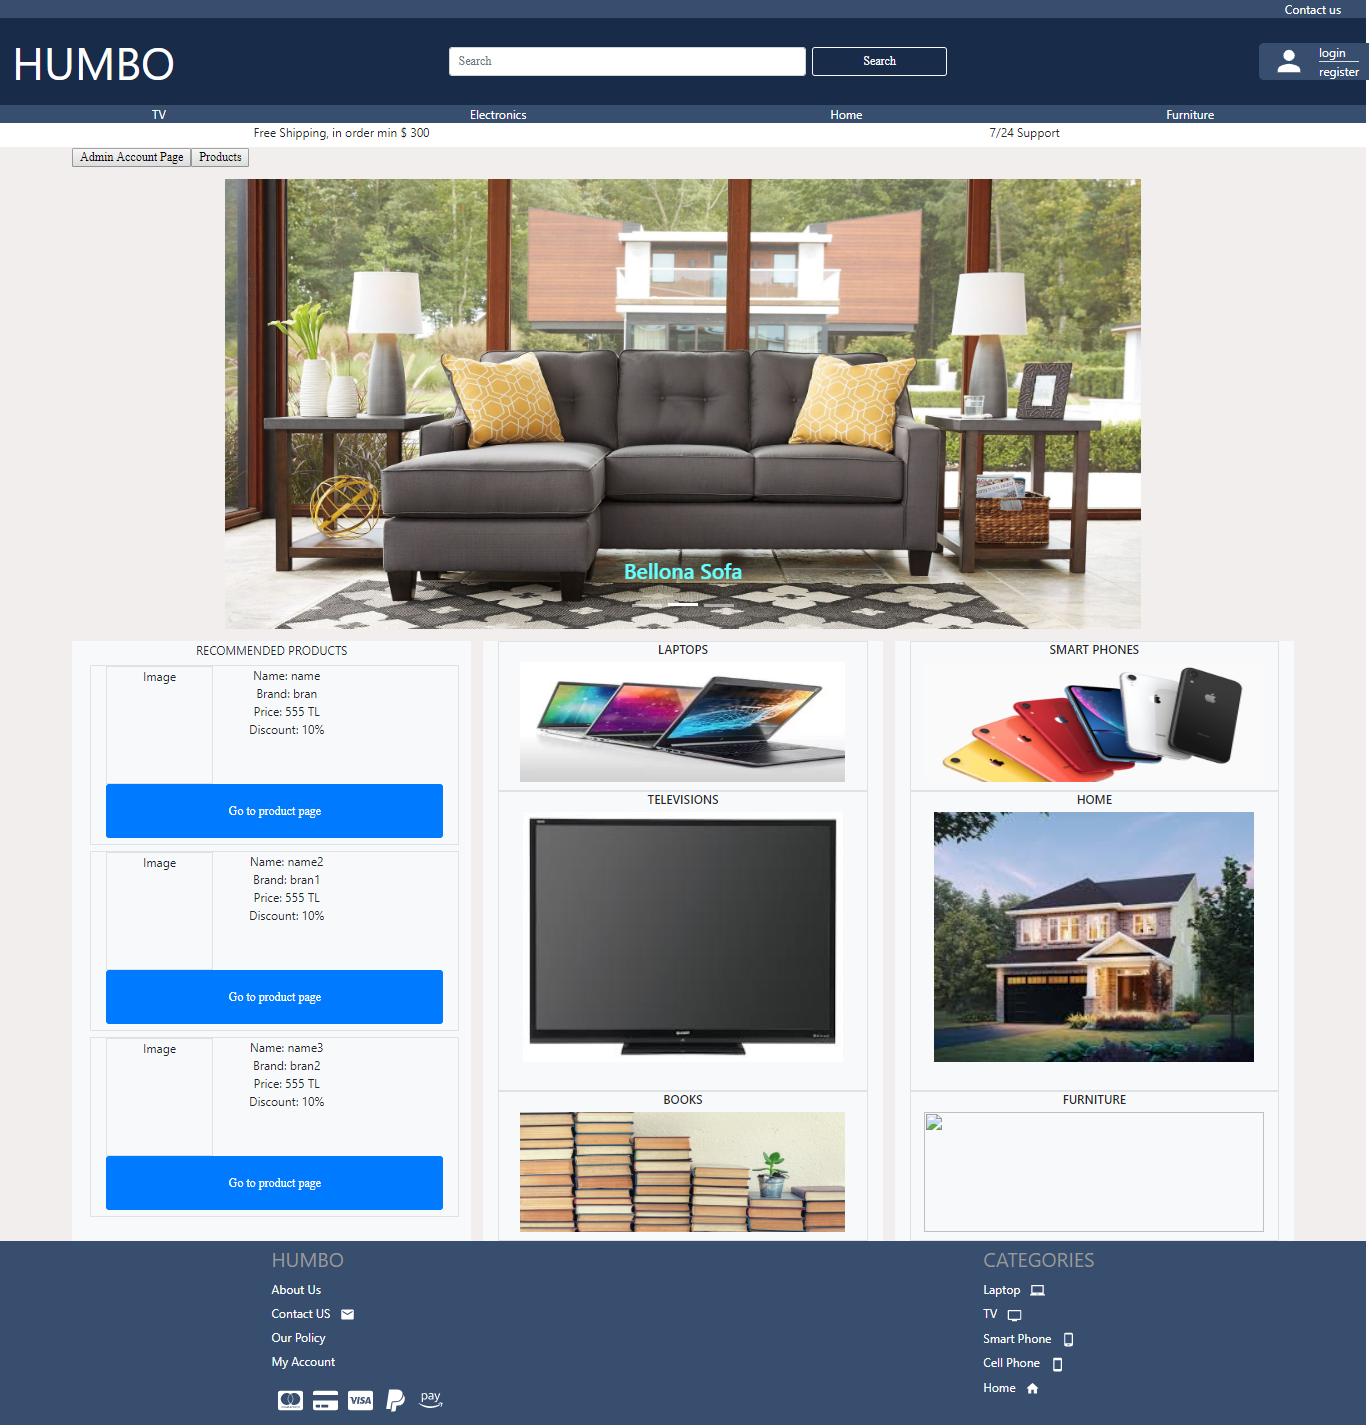 Contact us
HUMBO
Search
Search
login
register
TV
Electronics
Home
Furniture
Free Shipping, in order min $ 300
7/24 Support
Admin Account Page
Products
Bellona Sofa
RECOMMENDED PRODUCTS
Image
Name: name
Brand: bran
Price: 555 TL
Discount: 10%
Go to product page
Image
Name: name2
Brand: bran1
Price: 555 TL
Discount: 10%
Go to product page
Image
Name: name3
Brand: bran2
Price: 555 TL
Discount: 10%
Go to product page
LAPTOPS
TELEVISIONS
BOOKS
SMART PHONES
HOME
FURNITURE
HUMBO
About Us
Contact US
Our Policy
My Account
VISA
pay
CATEGORIES
Laptop
TV
Smart Phone
Cell Phone
Home